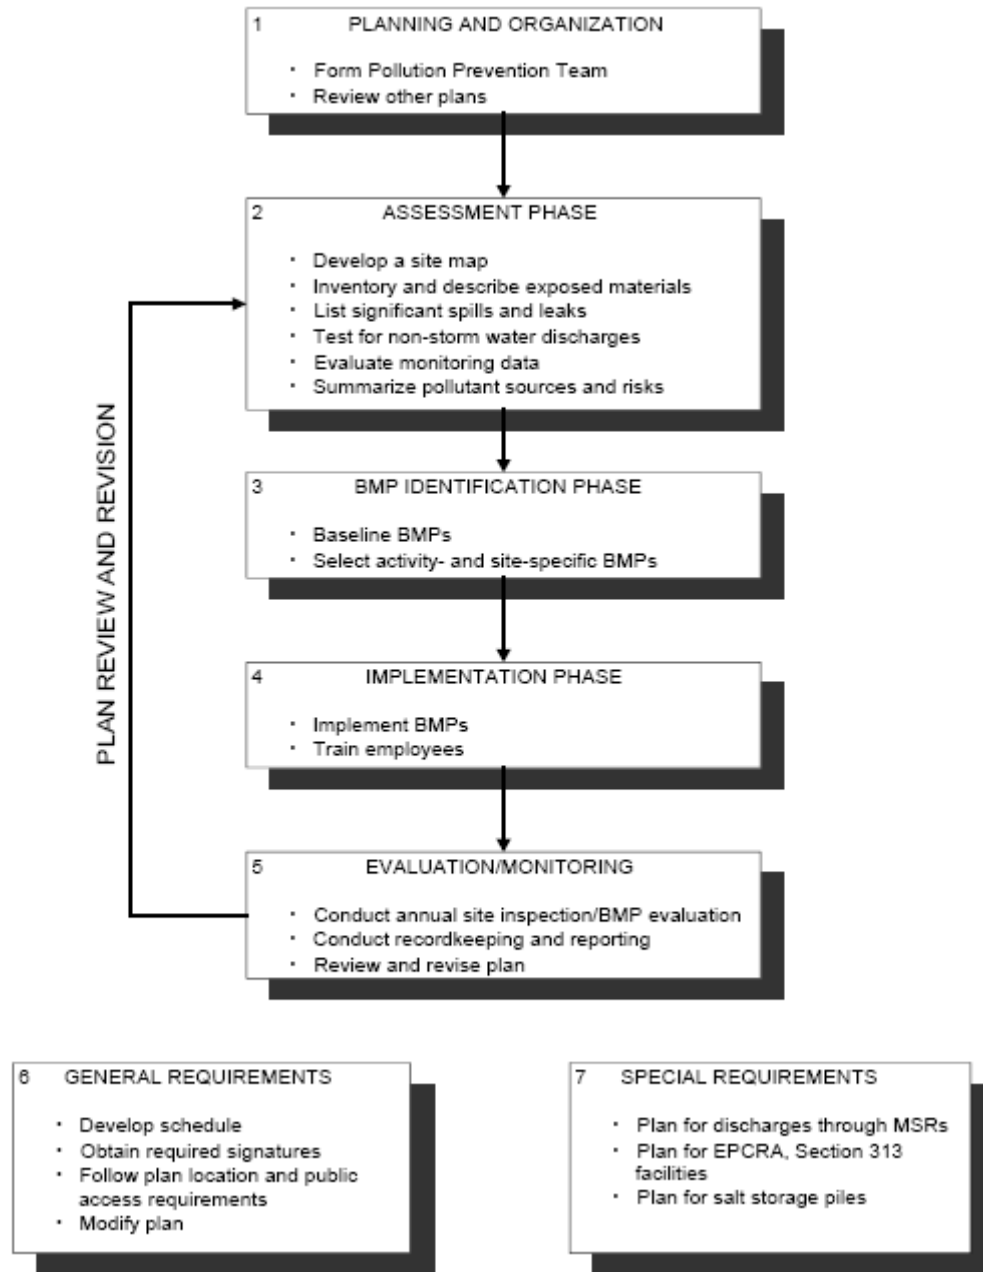 1 PLANNING AND ORGANIZATION
· Form Pollution Prevention Team
· Review other plans
2 ASSESSMENT PHASE
· Develop a site map
· Inventory and describe exposed materials
· List significant spills and leaks
· Test for non-storm water discharges
· Evaluate monitoring data
· Summarize pollutant sources and risks
PLAN REVIEW AND REVISION
3 BMP IDENTIFICATION PHASE
· Baseline BMPs
· Select activity- and site-specific BMPs
4 IMPLEMENTATION PHASE
· Implement BMPs
· Train employees
5 EVALUATION/MONITORING
· Conduct annual site inspection/BMP evaluation
· Conduct recordkeeping and reporting
· Review and revise plan
6 GENERAL REQUIREMENTS
· Develop schedule
· Obtain required signatures
· Follow plan location and public
access requirements
· Modify plan
7 SPECIAL REQUIREMENTS
· Plan for discharges through MSRs
· Plan for EPCRA, Section 313
facilities
· Plan for salt storage piles